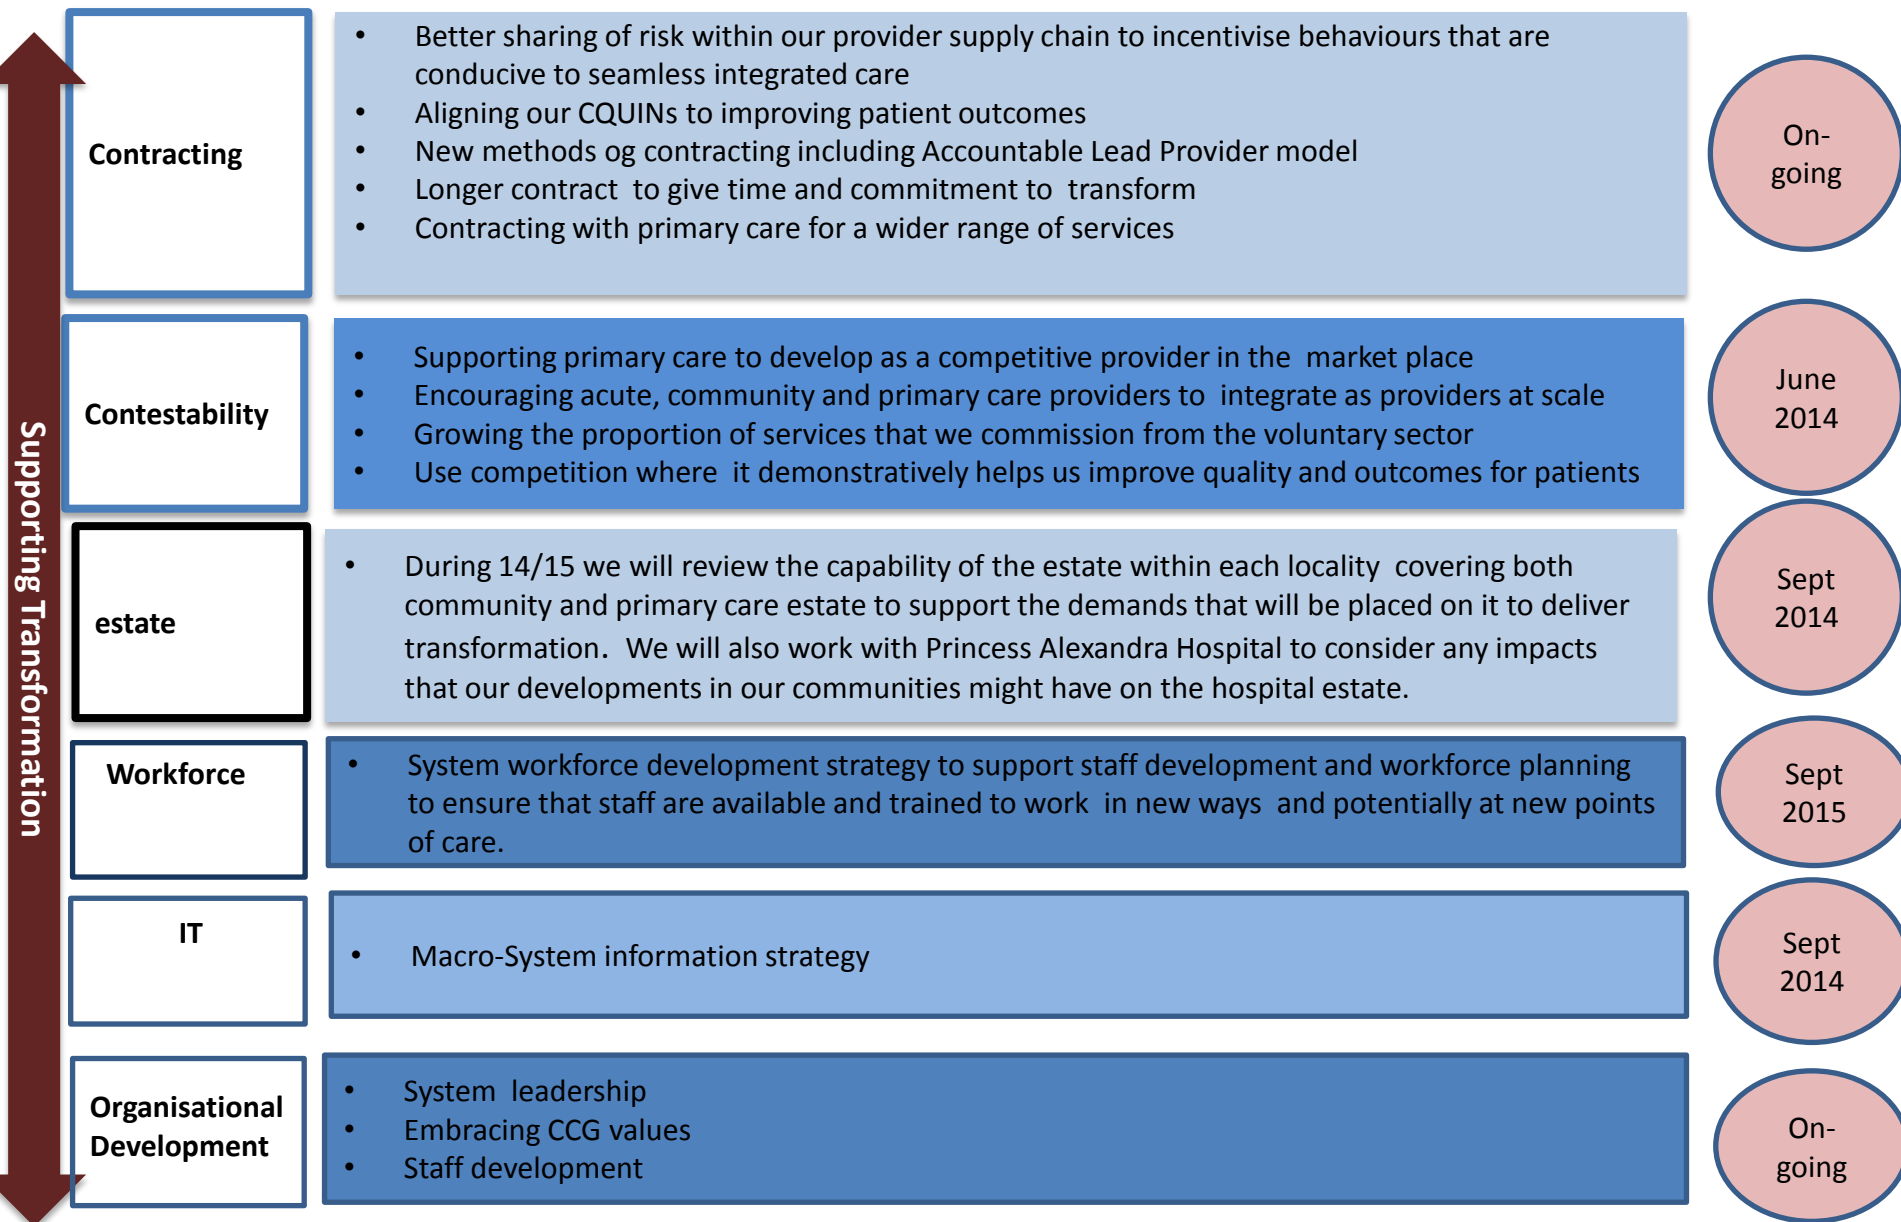 Supporting Transformation
Contracting
• Better sharing of risk within our provider supply chain to incentivise behaviours that are
conducive to seamless integrated care
• Aligning our CQUINs to improving patient outcomes
• New methods og contracting including Accountable Lead Provider model
• Longer contract to give time and commitment to transform
• Contracting with primary care for a wider range of services
On-
going
Contestability
• Supporting primary care to develop as a competitive provider in the market place
• Encouraging acute, community and primary care providers to integrate as providers at scale
• Growing the proportion of services that we commission from the voluntary sector
• Use competition where it demonstratively helps us improve quality and outcomes for patients
June
2014
estate
• During 14/15 we will review the capability of the estate within each locality covering both
community and primary care estate to support the demands that will be placed on it to deliver
transformation. We will also work with Princess Alexandra Hospital to consider any impacts
that our developments in our communities might have on the hospital estate.
Sept
2014
Workforce
• System workforce development strategy to support staff development and workforce planning
to ensure that staff are available and trained to work in new ways and potentially at new points
of care.
Sept
2015
IT
• Macro-System information strategy
Sept
2014
Organisational
Development
• System leadership
• Embracing CCG values
• Staff development
On-
going